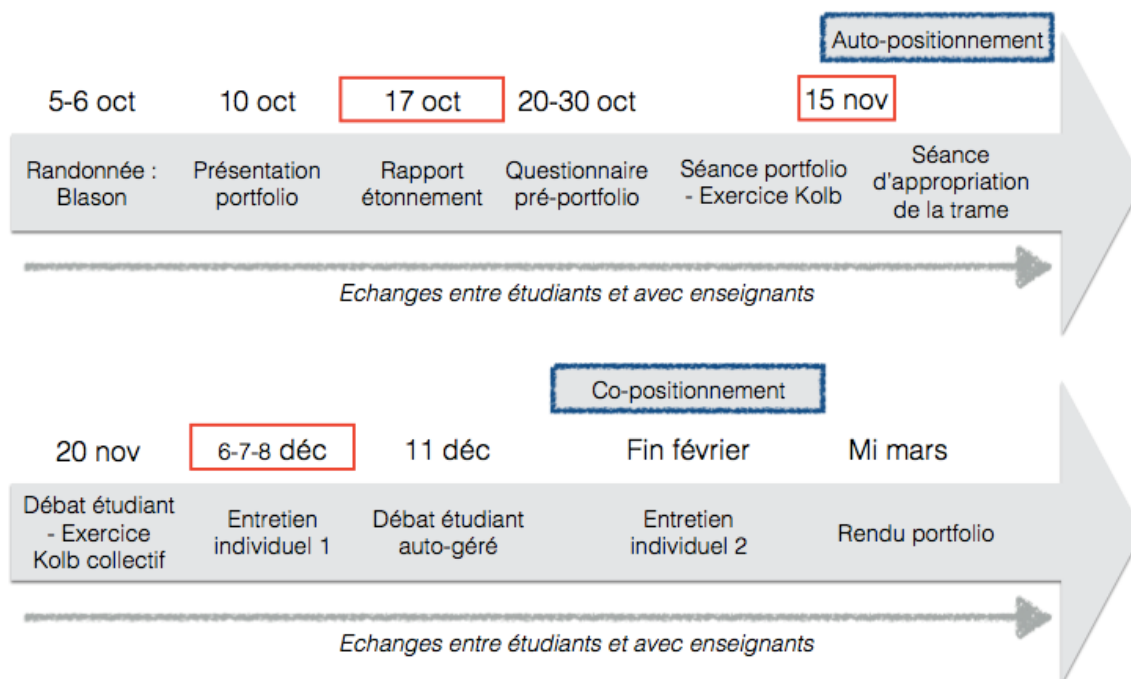 Auto-positionnement
5-6 oct
10 oct
17 oct
20-30 oct
15 nov
Randonnée :
Blason
Présentation
portfolio
Rapport
étonnement
Questionnaire
pré-portfolio
Séance portfolio
- Exercice Kolb
Séance
d'appropriation
de la trame
Echanges entre étudiants et avec enseignants
Co-positionnement
20 nov
6-7-8 déc
11 déc
Fin février
Mi mars
Débat étudiant
- Exercice
Kolb collectif
Entretien
individuel 1
Débat étudiant
auto-géré
Entretien
individuel 2
Rendu portfolio
Echanges entre étudiants et avec enseignants